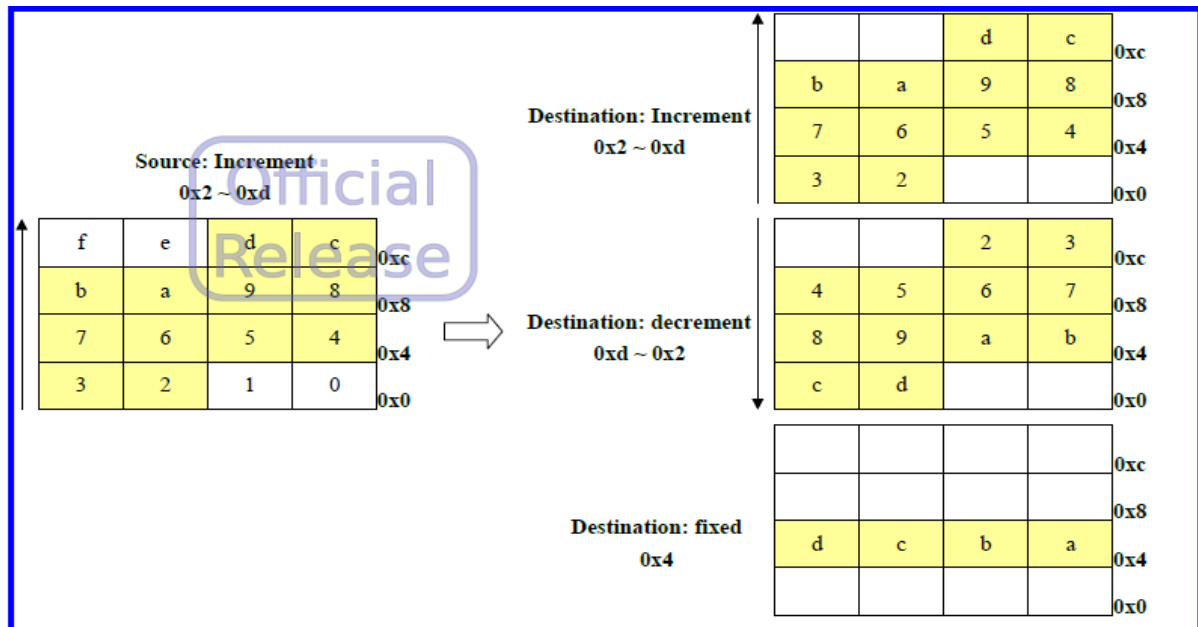 Official
Release
Source: Increment
0x2 ~ 0xd
f e d c 0xc
b a 9 8 0x8
7 6 5 4 0x4
3 2 1 0 0x0
Destination: Increment
0x2 ~ 0xd
d c 0xc
b a 9 8 0x8
7 6 5 4 0x4
3 2 0x0
Destination: decrement
0xd ~ 0x2
2 3 0xc
4 5 6 7 0x8
8 9 a b 0x4
c d 0x0
Destination: fixed
0x4
0xc
0x8
d c b a 0x4
0x0